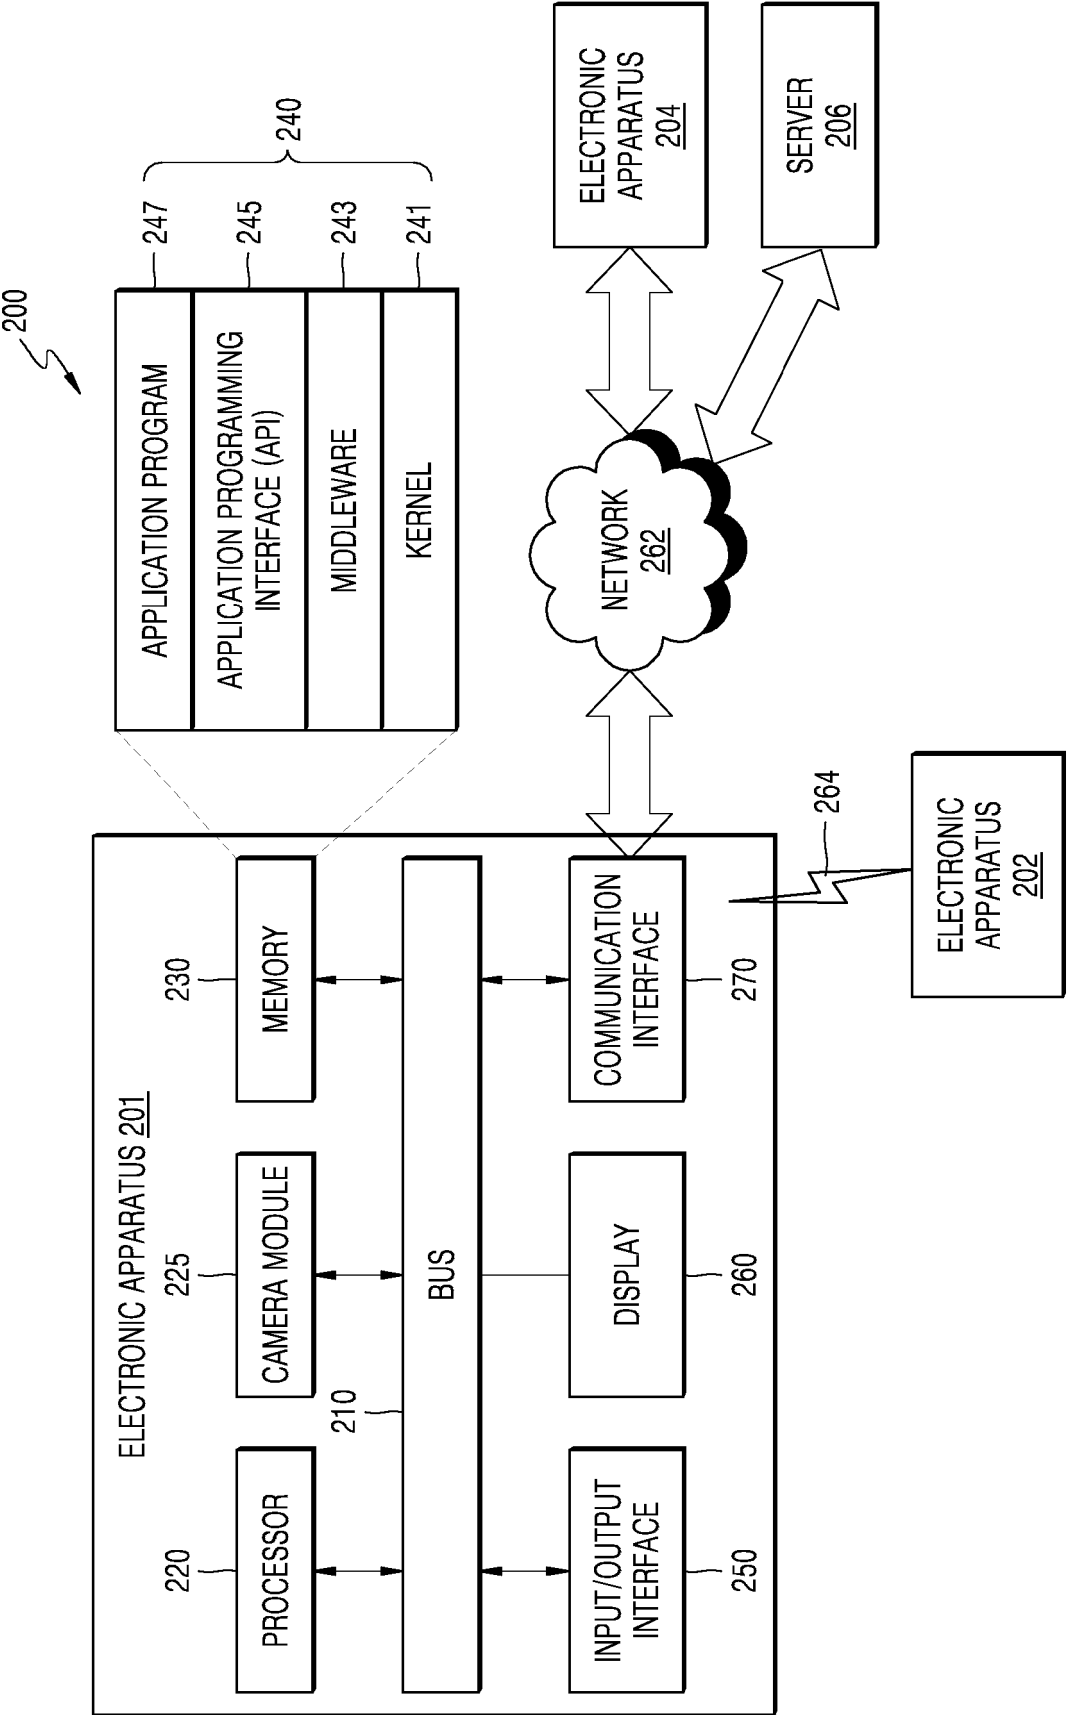 200
ELECTRONIC APPARATUS 201
220
225
230
PROCESSOR
CAMERA MODULE
MEMORY
210
BUS
INPUT/OUTPUT
INTERFACE
DISPLAY
COMMUNICATION
INTERFACE
250
260
270
APPLICATION PROGRAM
247
APPLICATION PROGRAMMING
INTERFACE (API)
245
MIDDLEWARE
243
KERNEL
241
240
NETWORK
262
ELECTRONIC
APPARATUS
204
SERVER
206
264
ELECTRONIC
APPARATUS
202